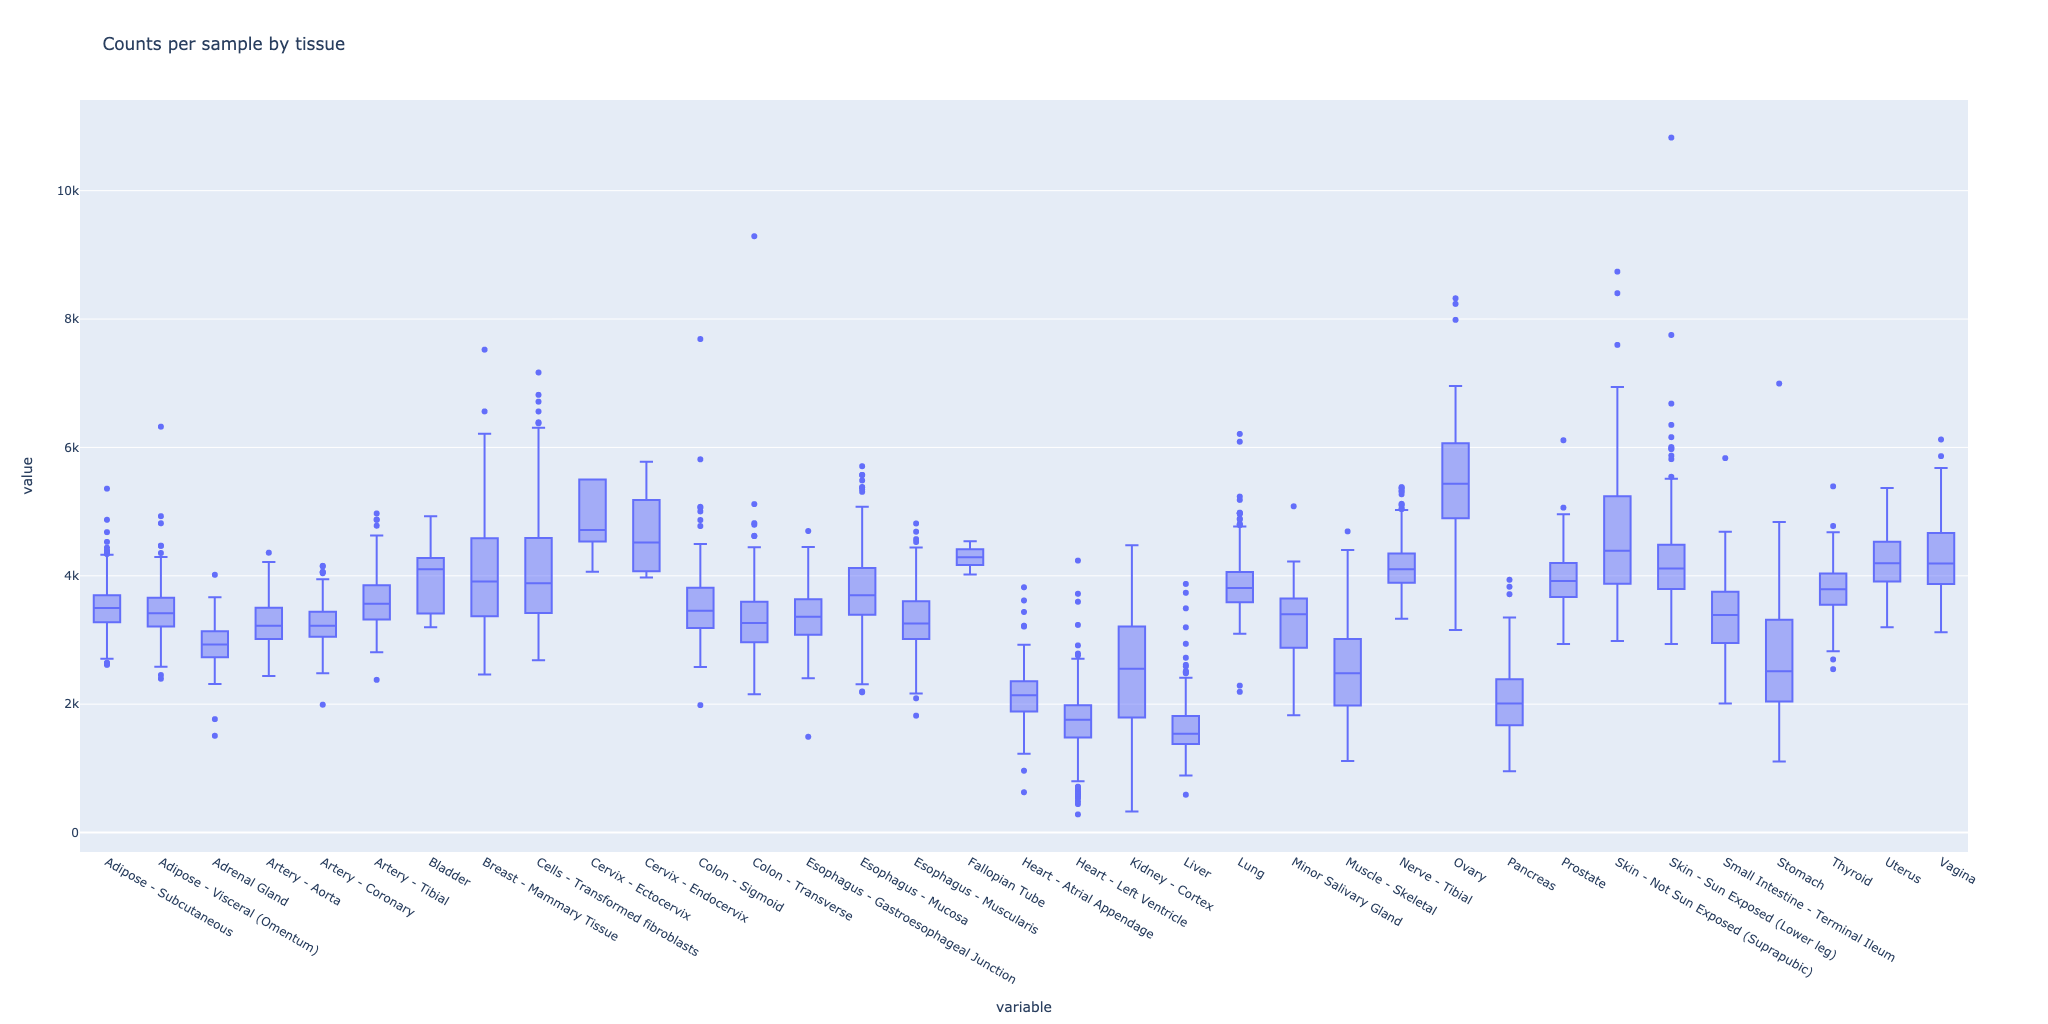 Counts per sample by tissue
value
10k
8k
6k
4k
2k
0
Adipose - Subcutaneous
Adipose - Visceral (Omentum)
Adrenal Gland
Artery - Aorta
Artery - Coronary
Artery - Tibial
Bladder
Breast - Mammary Tissue
Cells - Transformed fibroblasts
Cervix - Ectocervix
Cervix - Endocervix
Colon - Sigmoid
Colon - Transverse
Esophagus - Gastroesophageal Junction
Esophagus - Mucosa
Esophagus - Muscularis
Fallopian Tube
Heart - Atrial Appendage
Heart - Left Ventricle
Kidney - Cortex
Liver
Lung
Minor Salivary Gland
Muscle - Skeletal
Nerve - Tibial
Ovary
Pancreas
Prostate
Skin - Not Sun Exposed (Suprapubic)
Skin - Sun Exposed (Lower leg)
Small Intestine - Terminal Ileum
Stomach
Thyroid
Uterus
Vagina
variable